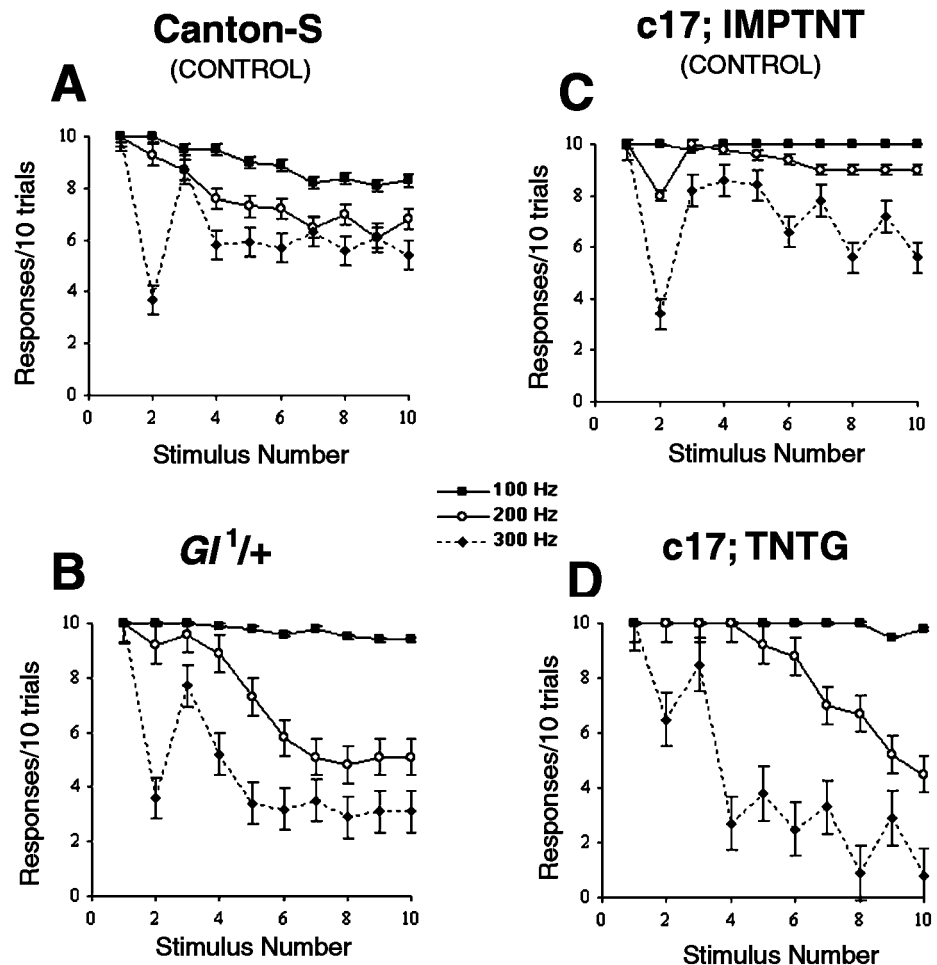 Canton-S
(CONTROL)
A
10
8
6
4
2
0
Responses/10 trials
0 2 4 6 8 10
Stimulus Number
c17; IMPTNT
(CONTROL)
C
10
8
6
4
2
0
Responses/10 trials
0 2 4 6 8 10
Stimulus Number
100 Hz
200 Hz
300 Hz
Gl 1/+
B
10
8
6
4
2
0
Responses/10 trials
0 2 4 6 8 10
Stimulus Number
c17; TNTG
D
10
8
6
4
2
0
Responses/10 trials
0 2 4 6 8 10
Stimulus Number